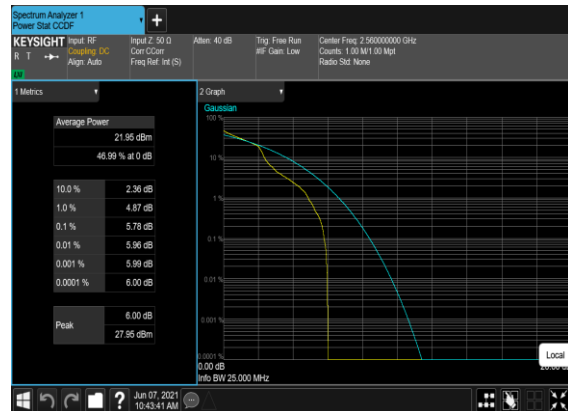 Spectrum Analyzer 1
Power Stat CCDF
+
KEYSIGHT
R T
LXI
Input: RF
Coupling: DC
Align: Auto
Input Z: 50 Ω
Corr CCorr
Freq Ref: Int (S)
Atten: 40 dB
Trig: Free Run
#IF Gain: Low
Center Freq: 2.560000000 GHz
Counts: 1.00 M/1.00 Mpt
Radio Std: None
1 Metrics
Average Power
21.95 dBm
46.99 % at 0 dB
10.0 % 2.36 dB
1.0 % 4.87 dB
0.1 % 5.78 dB
0.01 % 5.96 dB
0.001 % 5.99 dB
0.0001 % 6.00 dB
Peak
6.00 dB
27.95 dBm
2 Graph
Gaussian
100 %
10 %
1 %
0.1 %
0.01 %
0.001 %
0.0001 %
0.00 dB
Info BW 25.000 MHz
Local
?
Jun 07, 2021
10:43:41 AM